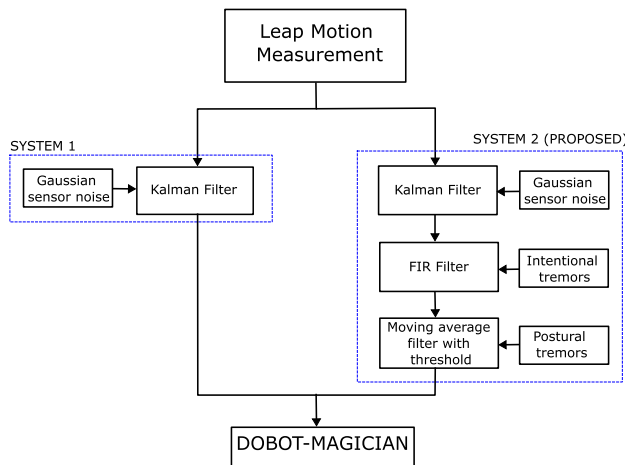 Leap Motion
Measurement
SYSTEM 1
Gaussian
sensor noise
Kalman Filter
SYSTEM 2 (PROPOSED)
Kalman Filter
Gaussian
sensor noise
FIR Filter
Intentional
tremors
Moving average
filter with
threshold
Postural
tremors
DOBOT-MAGICIAN